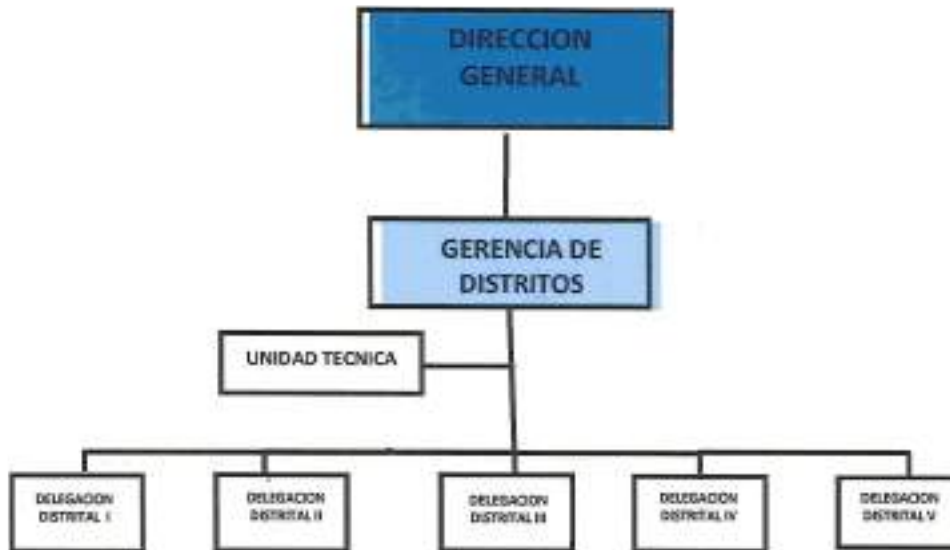 DIRECCION
GENERAL
GERENCIA DE
DISTRITOS
UNIDAD TECNICA
DELEGACION
DISTRITAL I
DELEGACION
DISTRITAL II
DELEGACION
DISTRITAL III
DELEGACION
DISTRITAL IV
DELEGACION
DISTRITAL V